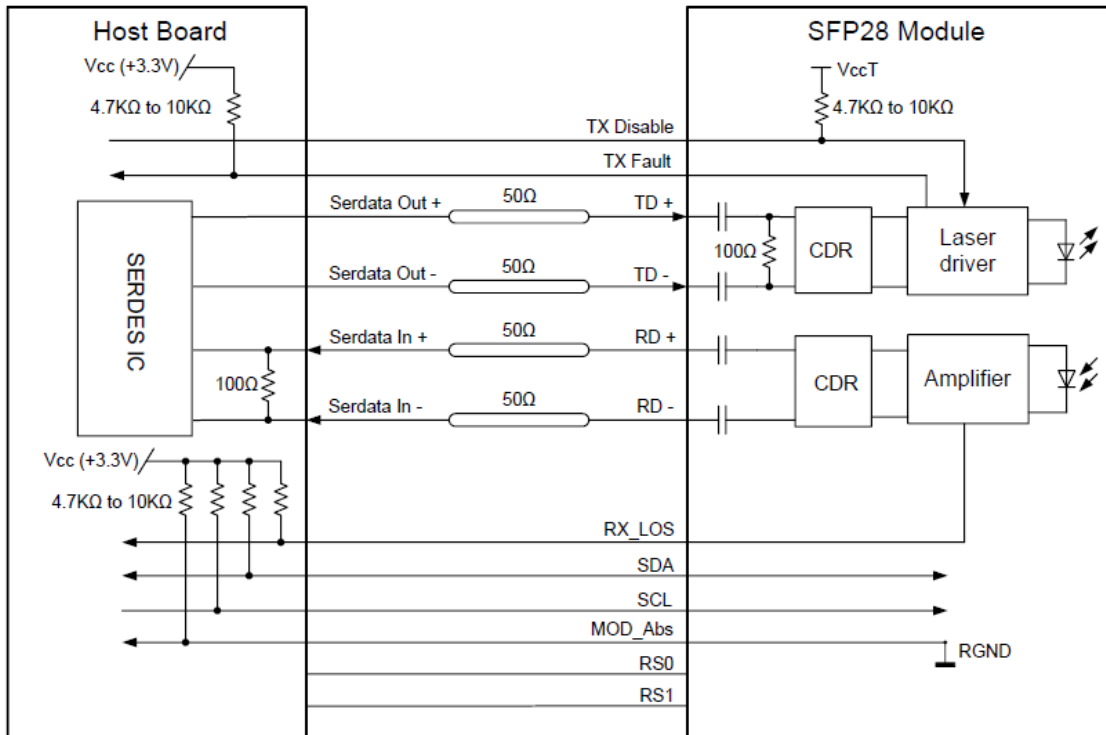 Host Board
SFP28 Module
Vcc (+3.3V)
4.7KΩ to 10KΩ
VccT
4.7KΩ to 10KΩ
TX Disable
TX Fault
SERDES IC
Serdata Out +
50Ω
TD +
100Ω
CDR
Laser
driver
Serdata Out -
50Ω
TD -
Serdata In +
50Ω
RD +
100Ω
CDR
Amplifier
Serdata In -
50Ω
RD -
Vcc (+3.3V)
4.7KΩ to 10KΩ
RX_LOS
SDA
SCL
MOD_Abs
RGND
RS0
RS1